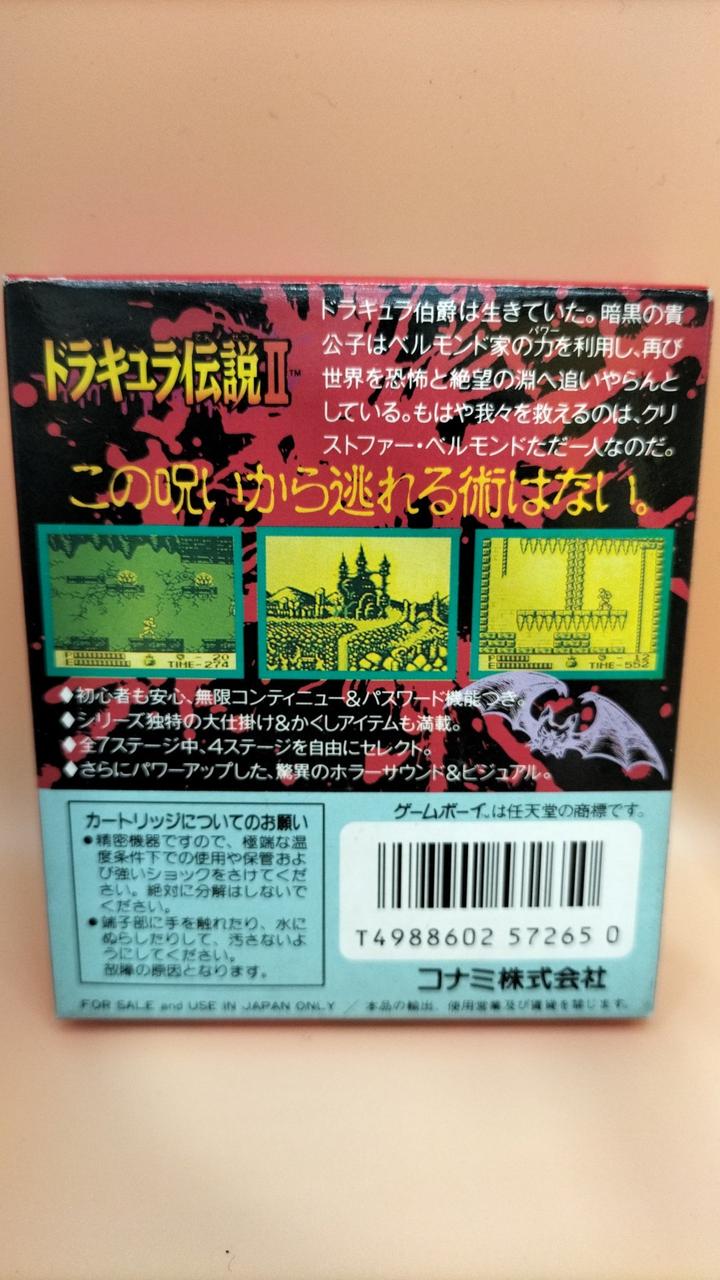 ドラキュラ伝説II™
でんせつ
ドラキュラ伯爵は生きていた。暗黒の貴
公子はベルモンド家の力を利用し、再び
パワー
世界を恐怖と絶望の淵へ追いやらんと
している。もはや我々を救えるのは、クリ
ストファー・ベルモンドただ一人なのだ。
この呪いから逃れる術はない。
P
E
-20
TIME-274
P
E
-12
TIME-552
♦初心者も安心、無限コンティニュー&パスワード機能つき。
♦シリーズ独特の大仕掛け&かくしアイテムも満載。
♦全7ステージ中、4ステージを自由にセレクト。
♦さらにパワーアップした、驚異のホラーサウンド&ビジュアル。
カートリッジについてのお願い
●精密機器ですので、極端な温
度条件下での使用や保管およ
び強いショックをさけてくだ
さい。絶対に分解はしないで
ください。
●端子部に手を触れたり、水に
ぬらしたりして、汚さないよ
うにしてください。
故障の原因となります。
ゲームボーイ™は任天堂の商標です。
T4988602 57265 0
コナミ株式会社
FOR SALE and USE IN JAPAN ONLY / 本品の輸出、使用営業及び賃貸を禁じます。